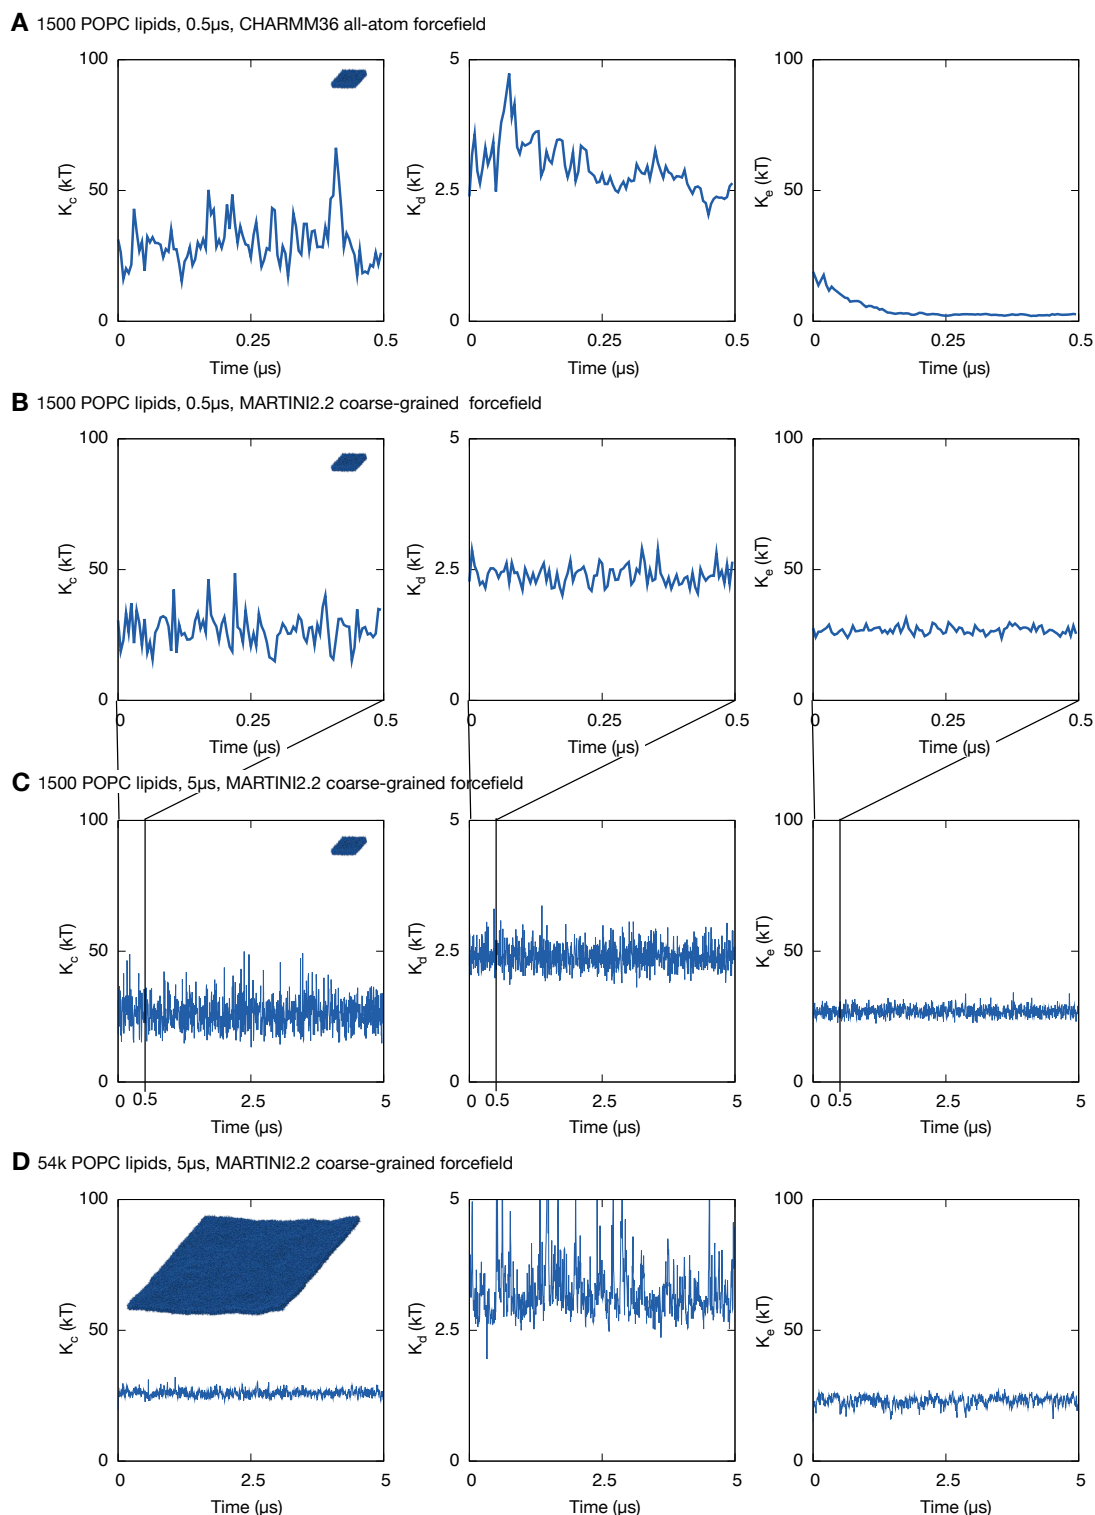 A 1500 POPC lipids, 0.5µs, CHARMM36 all-atom forcefield
100 5 100
50 2.5 50
0 0 0
Kc (kT) Kd (kT) Ke (kT)
0 0.25 0.5 0 0.25 0.5 0 0.25 0.5
Time (µs) Time (µs) Time (µs)
B 1500 POPC lipids, 0.5µs, MARTINI2.2 coarse-grained forcefield
100 5 100
50 2.5 50
0 0 0
Kc (kT) Kd (kT) Ke (kT)
0 0.25 0.5 0 0.25 0.5 0 0.25 0.5
Time (µs) Time (µs) Time (µs)
C 1500 POPC lipids, 5µs, MARTINI2.2 coarse-grained forcefield
100 5 100
50 2.5 50
0 0 0
Kc (kT) Kd (kT) Ke (kT)
0 0.5 2.5 5 0 0.5 2.5 5 0 0.5 2.5 5
Time (µs) Time (µs) Time (µs)
D 54k POPC lipids, 5µs, MARTINI2.2 coarse-grained forcefield
100 5 100
50 2.5 50
0 0 0
Kc (kT) Kd (kT) Ke (kT)
0 2.5 5 0 2.5 5 0 2.5 5
Time (µs) Time (µs) Time (µs)